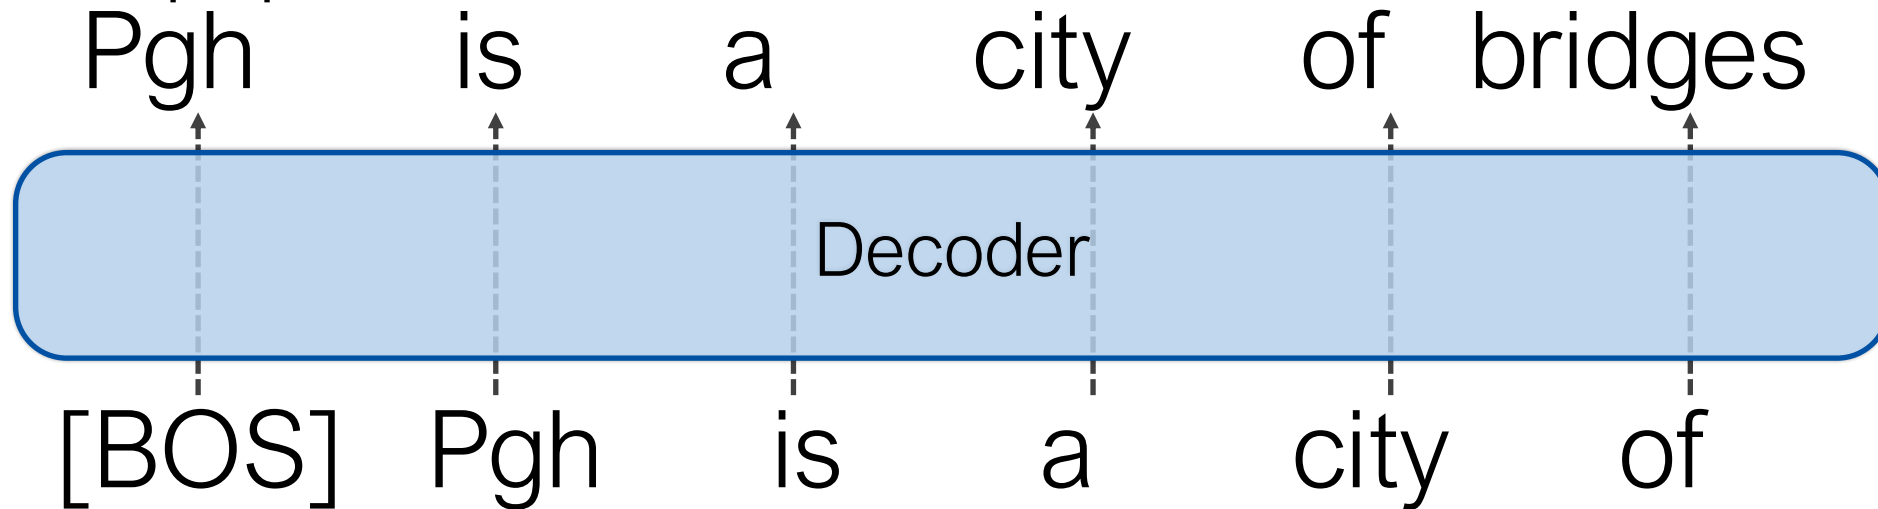 Pgh is a city of bridges
Decoder
[BOS] Pgh is a city of